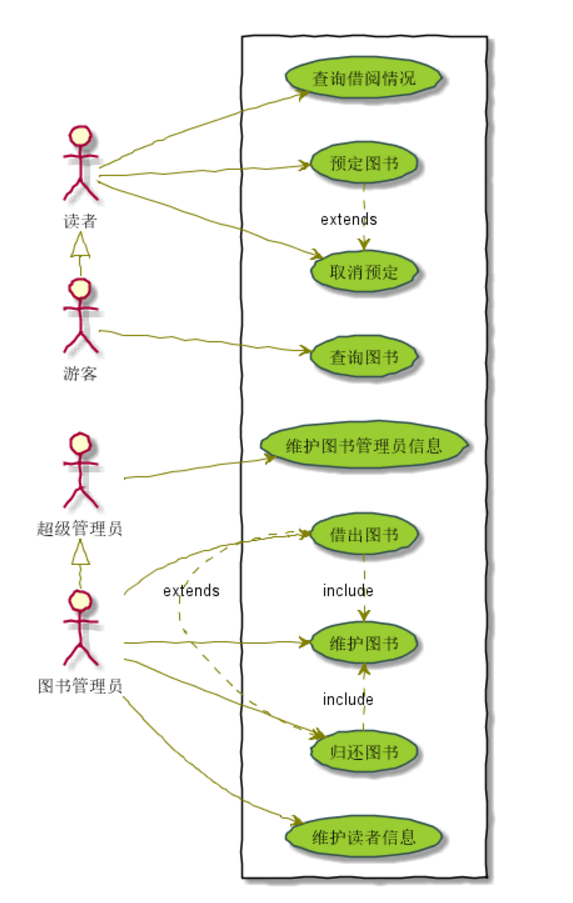 查询借阅情况
预定图书
读者
extends
取消预定
查询图书
游客
维护图书管理员信息
超级管理员
借出图书
extends
include
维护图书
图书管理员
include
归还图书
维护读者信息